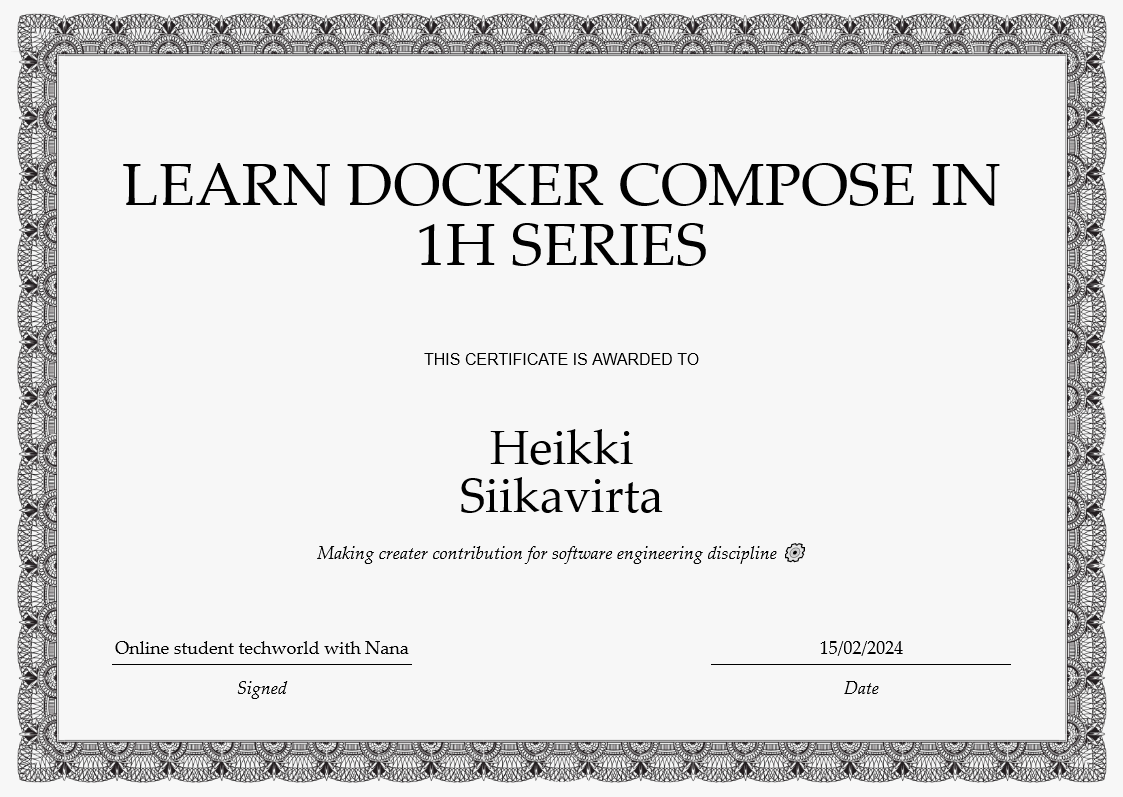 LEARN DOCKER COMPOSE IN
1H SERIES
THIS CERTIFICATE IS AWARDED TO
Heikki
Siikavirta
Making creater contribution for software engineering discipline
Online student techworld with Nana
15/02/2024
Signed
Date